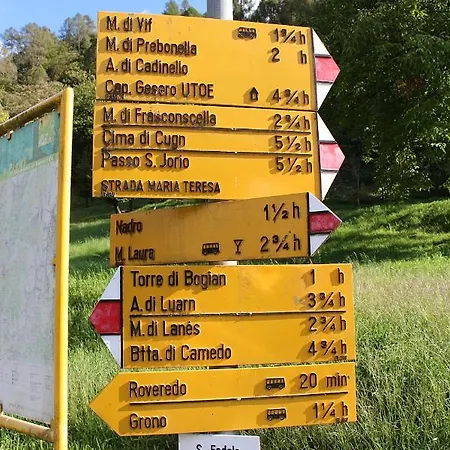 M. di Vif 1¾ h
M. di Prabonella 2 h
A. di Cadinello
Cap. Gesero UTOE 4¾ h
M. di Frasconscella 2¾ h
Cima di Cugn 5½ h
Passo S. Jorio 5½ h
STRADA MARIA TERESA
Nadro 1½ h
M. Laura 2¾ h
Torre di Bogian 1 h
A. di Luarn 3¾ h
M. di Lanés 2¾ h
Btta. di Camedo 4¾ h
Roveredo 20 min
Grono 1¼ h
S. Fedele